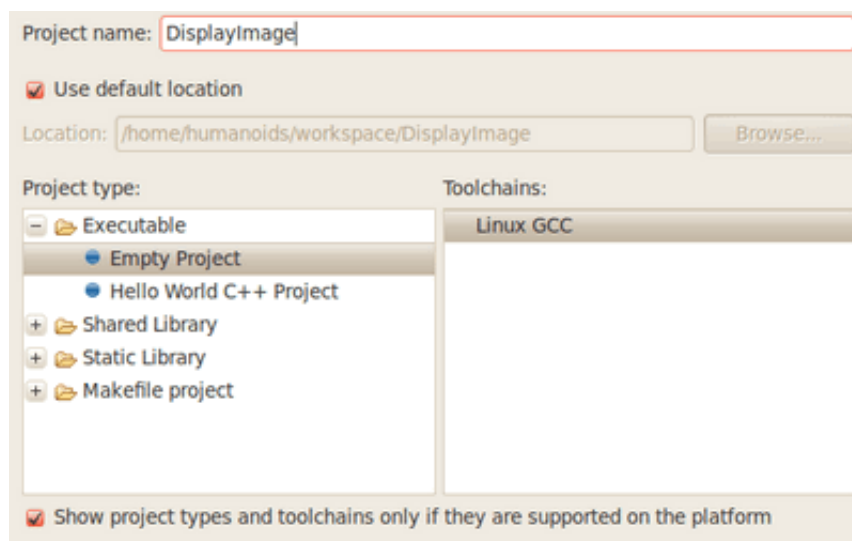 Project name: DisplayImage
Use default location
Location: /home/humanoids/workspace/DisplayImage Browse...
Project type: Toolchains:
Executable Linux GCC
Empty Project
Hello World C++ Project
Shared Library
Static Library
Makefile project
Show project types and toolchains only if they are supported on the platform